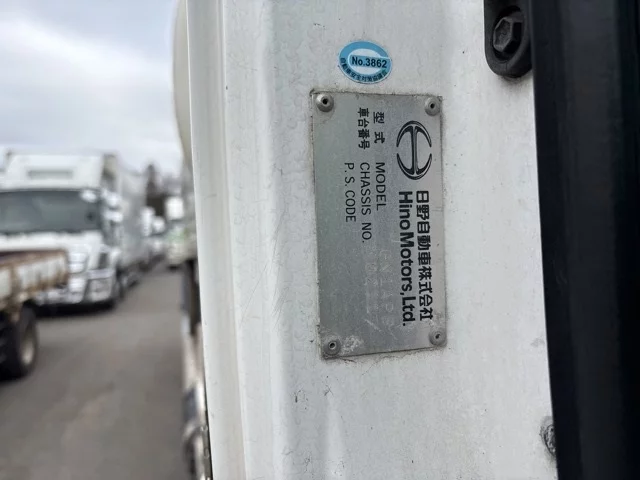 No.3862
日野自動車株式会社
Hino Motors,Ltd.
型式 MODEL
車台番号 CHASSIS NO.
P.S.CODE